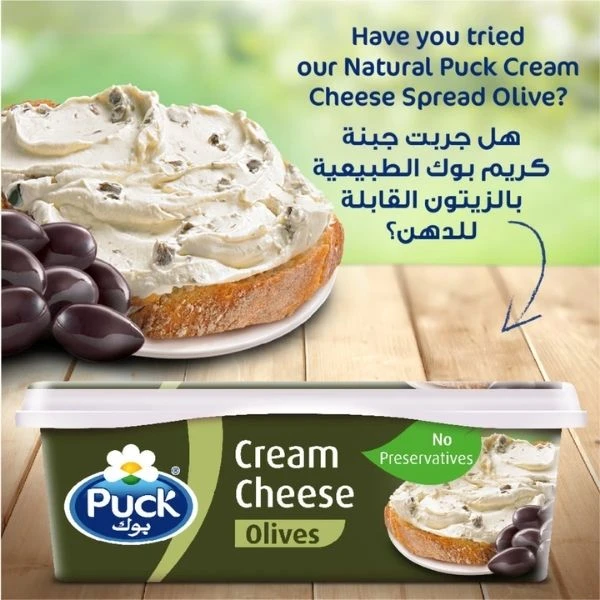 Have you tried
our Natural Puck Cream
Cheese Spread Olive?
هل جربت جبنة
كريم بوك الطبيعية
بالزيتون القابلة
للدهن؟
No
Preservatives
Cream
Cheese
Olives
Puck
بوك
®